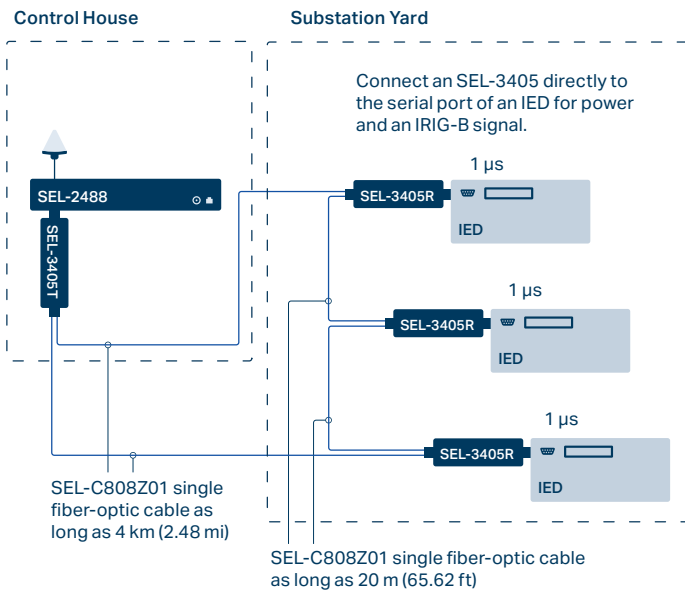 Control House
Substation Yard
Connect an SEL-3405 directly to
the serial port of an IED for power
and an IRIG-B signal.
SEL-2488
SEL-3405T
1 µs
SEL-3405R
IED
1 µs
SEL-3405R
IED
1 µs
SEL-3405R
IED
SEL-C808Z01 single
fiber-optic cable as
long as 4 km (2.48 mi)
SEL-C808Z01 single fiber-optic cable
as long as 20 m (65.62 ft)